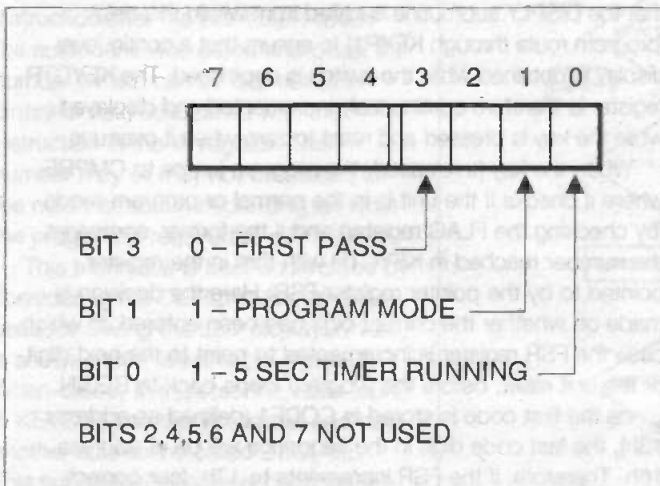 7 6 5 4 3 2 1 0
BIT 3 0 – FIRST PASS
BIT 1 1 – PROGRAM MODE
BIT 0 1 – 5 SEC TIMER RUNNING
BITS 2,4,5.6 AND 7 NOT USED